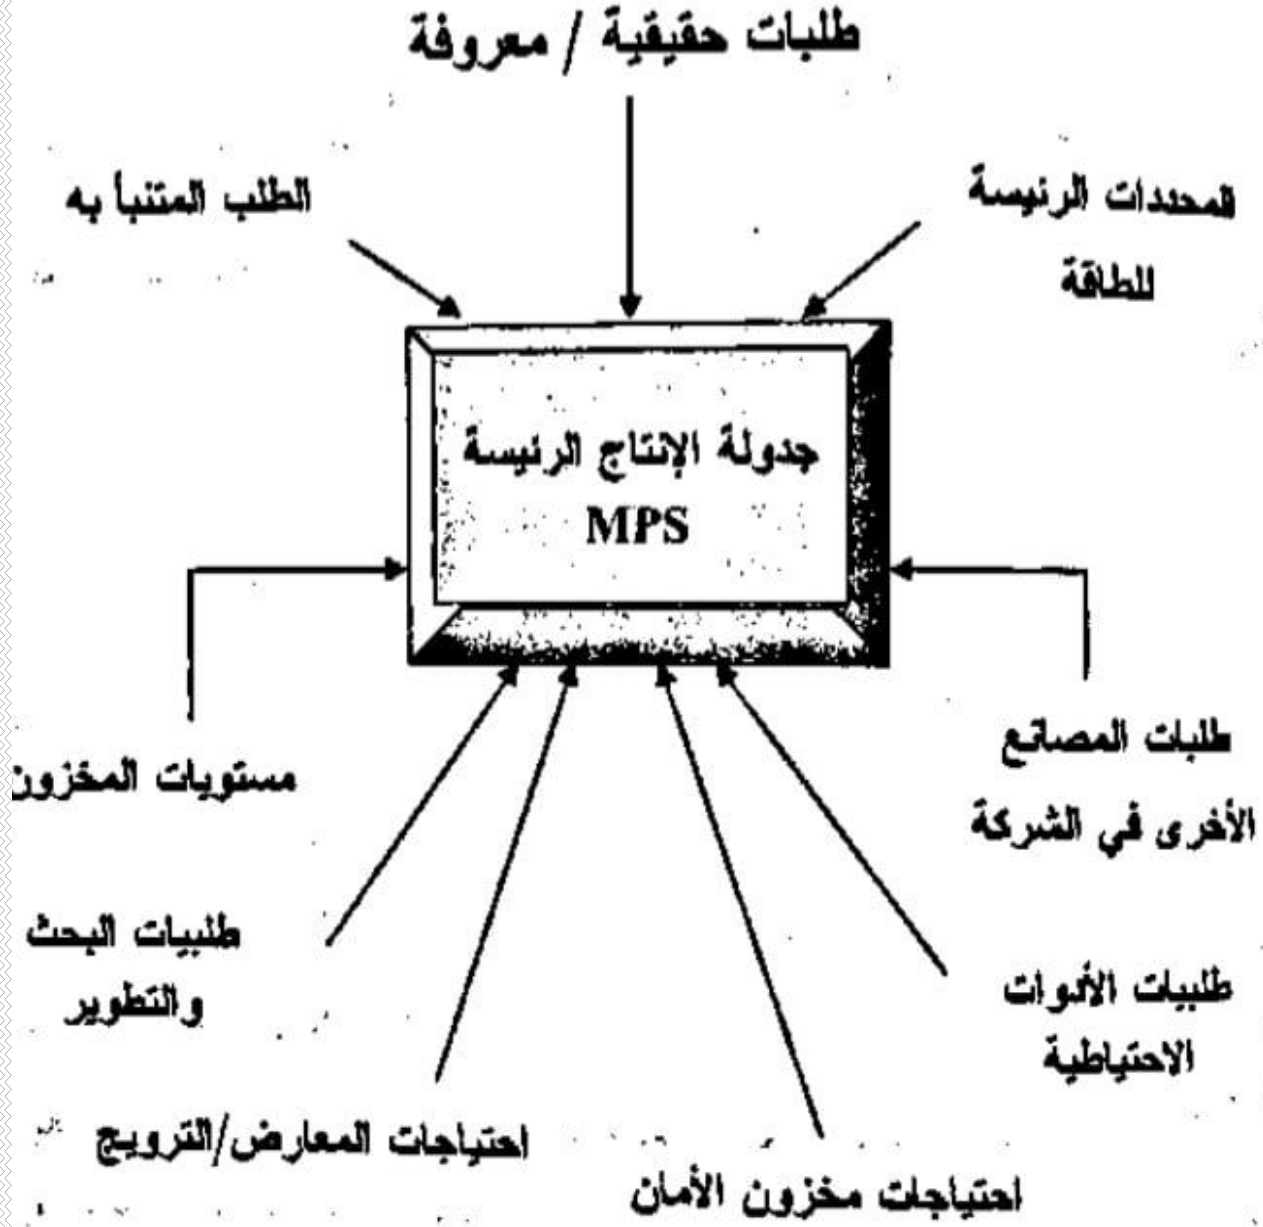 طلبات حقيقية / معروفة
المحددات الرئيسة
للطاقة
الطلب المتنبأ به
جدولة الإنتاج الرئيسة
MPS
طلبات المصانع
الأخرى في الشركة
مستويات المخزون
طلبيات الأدوات
الاحتياطية
طلبيات البحث
والتطوير
احتياجات المعارض/الترويج
احتياجات مخزون الأمان